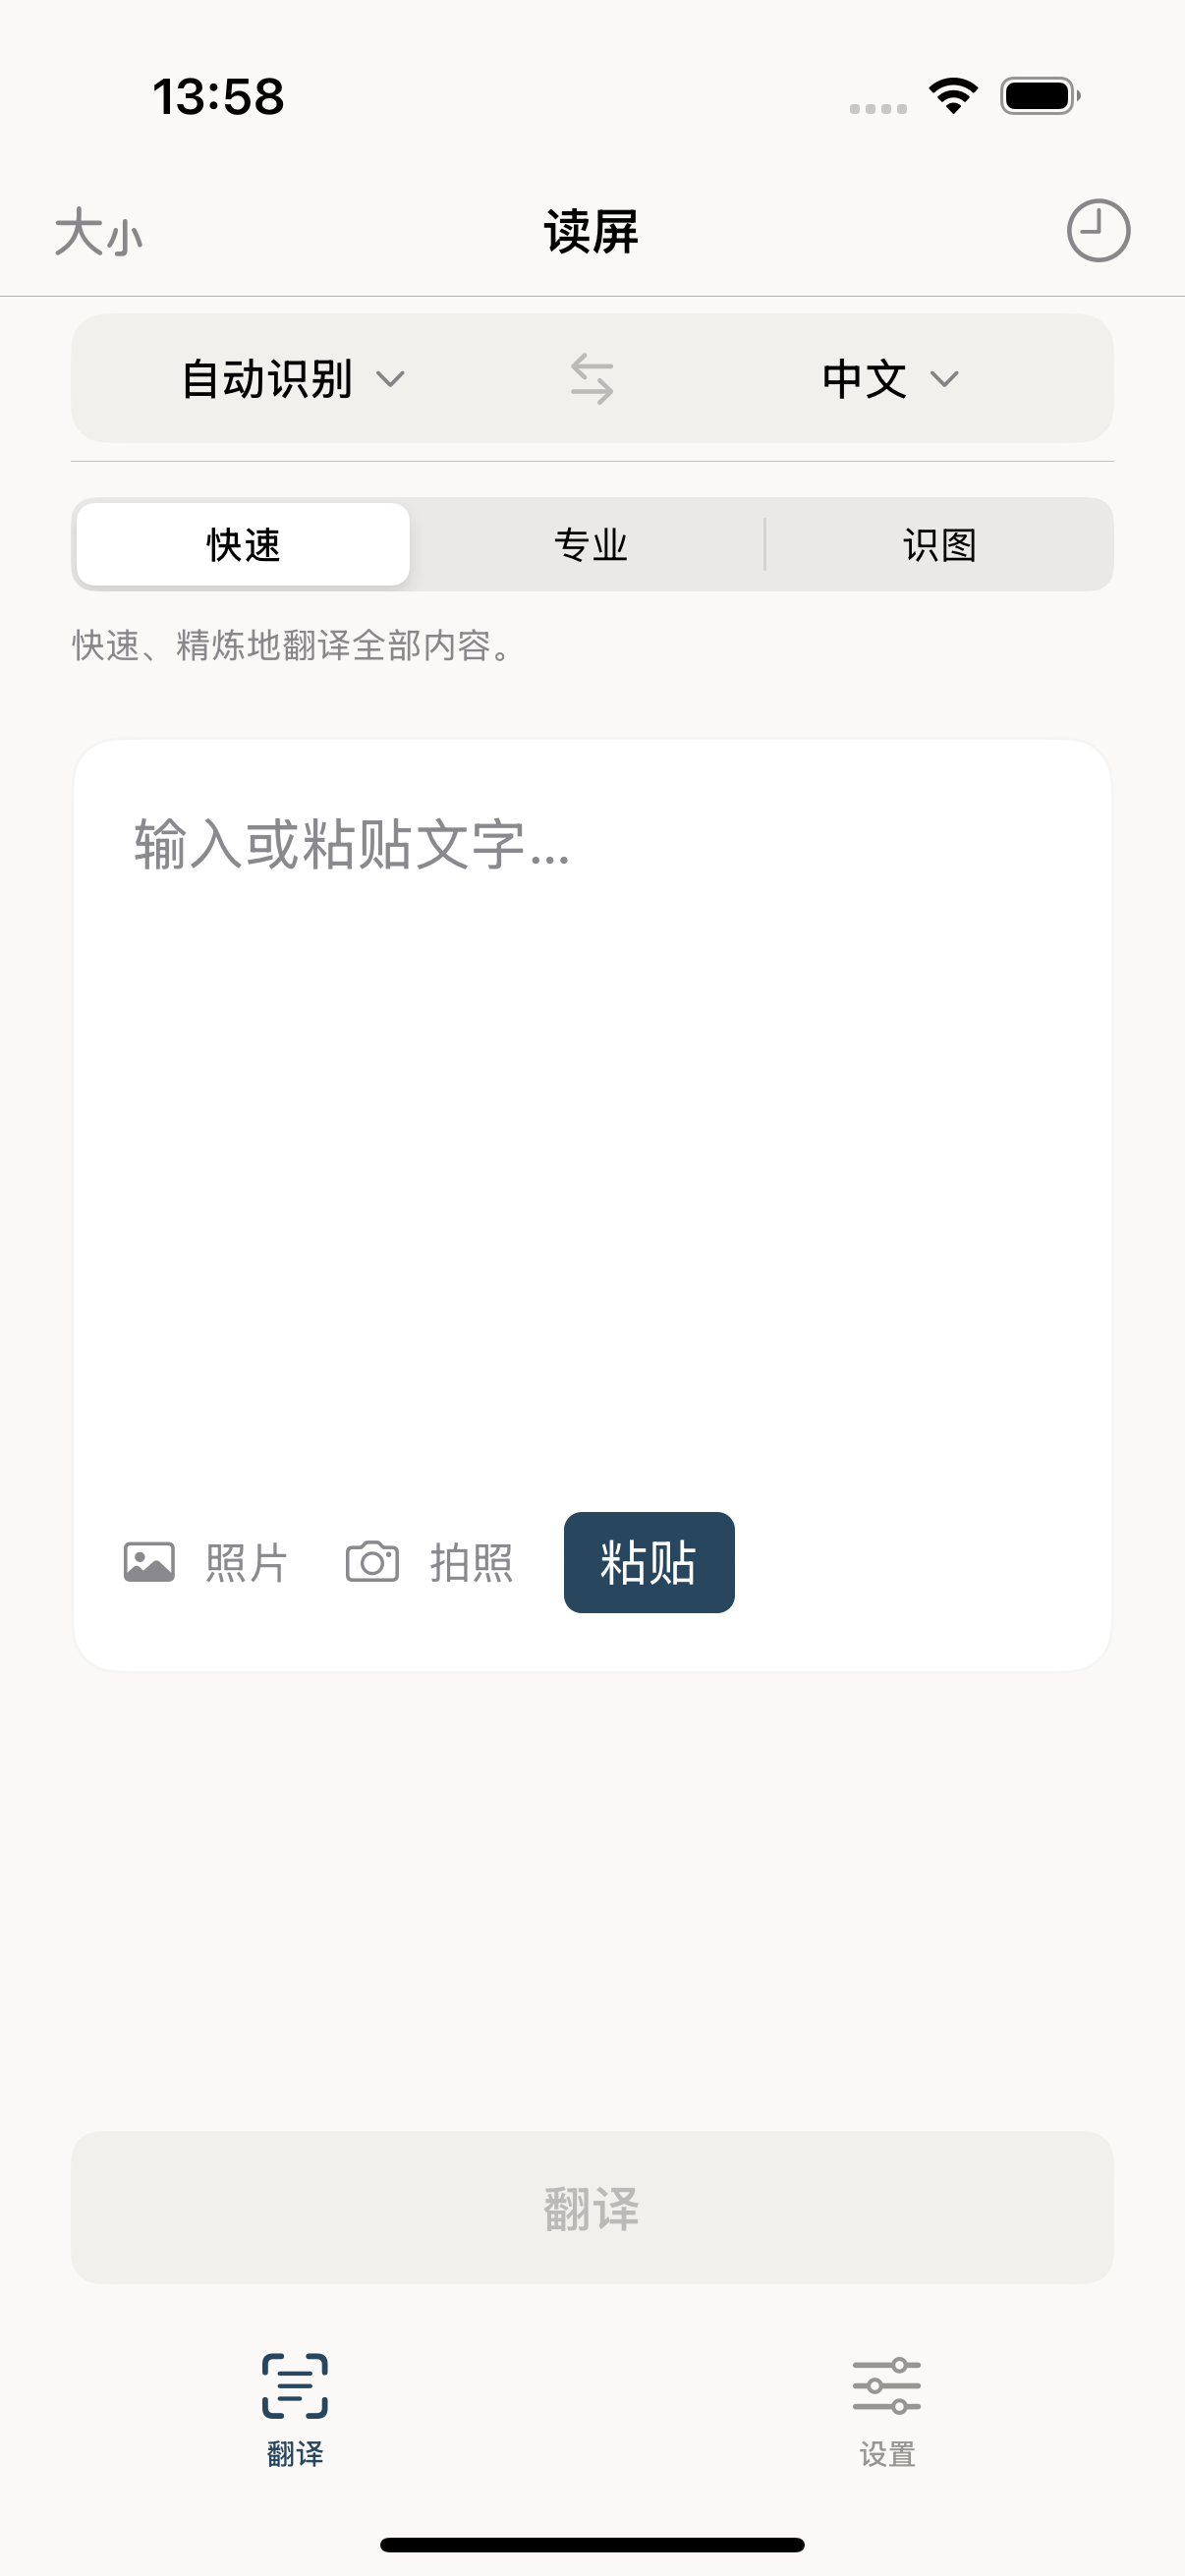 13:58
大小
读屏
自动识别
中文
快速
专业
识图
快速、精炼地翻译全部内容。
输入或粘贴文字...
照片
拍照
粘贴
翻译
翻译
设置